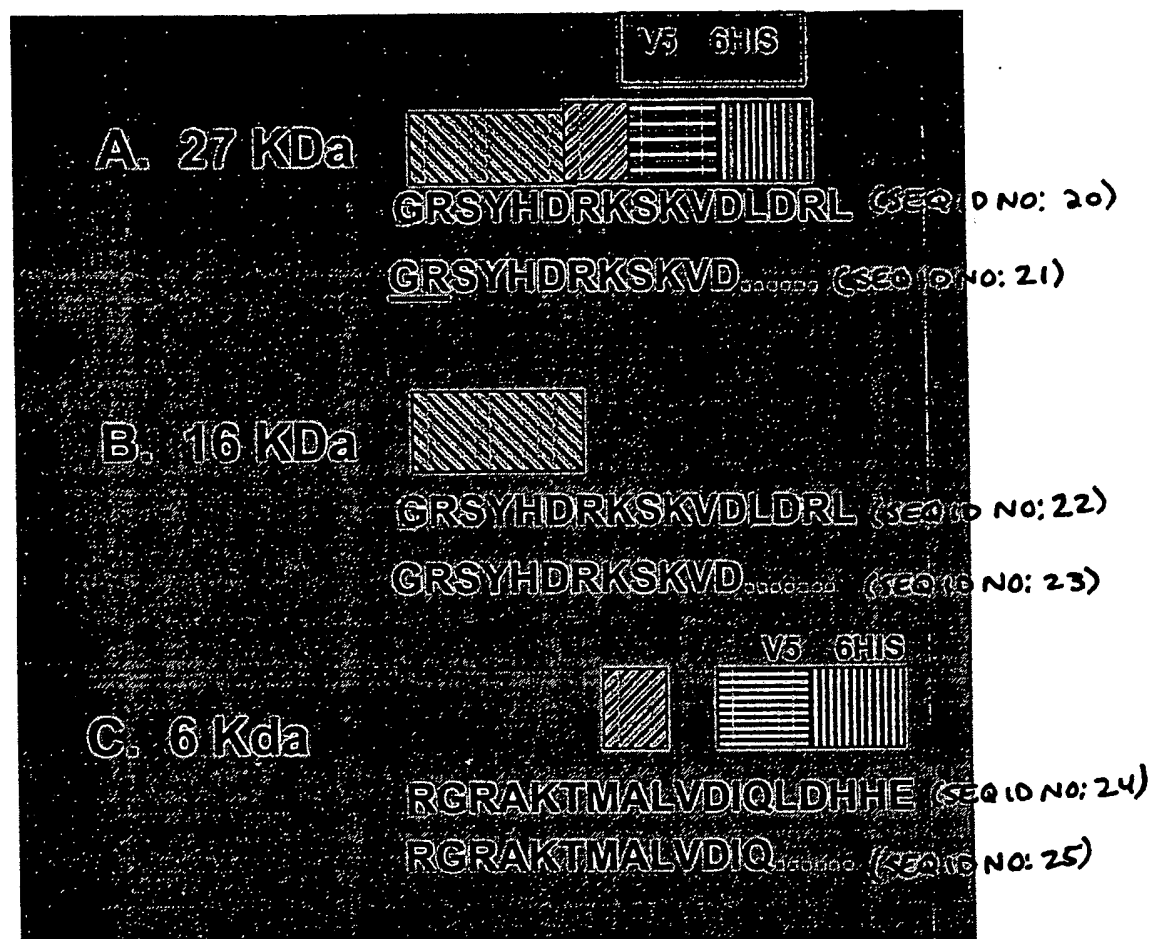 V5 6HIS
A. 27 KDa
GRSYHDRKSKVDLDRL (SEQ ID NO: 20)
GRSYHDRKSKVD....... (SEQ ID NO: 21)
B. 16 KDa
GRSYHDRKSKVDLDRL (SEQ ID NO: 22)
GRSYHDRKSKVD........ (SEQ ID NO: 23)
V5 6HIS
C. 6 Kda
RGRAKTMALVDIQLDHHE (SEQ ID NO: 24)
RGRAKTMALVDIQ....... (SEQ ID NO: 25)